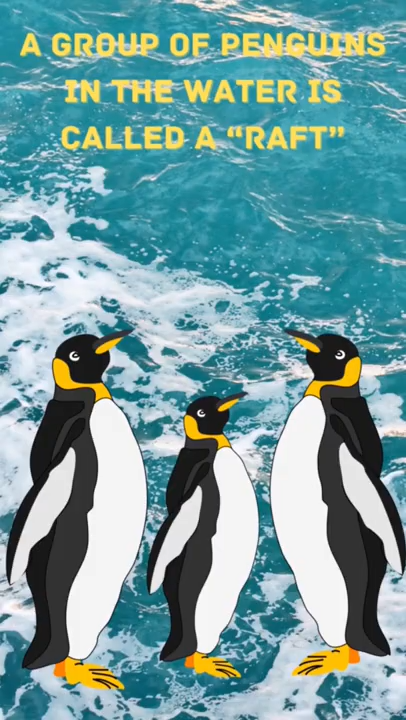 A GROUP OF PENGUINS
IN THE WATER IS
CALLED A “RAFT”